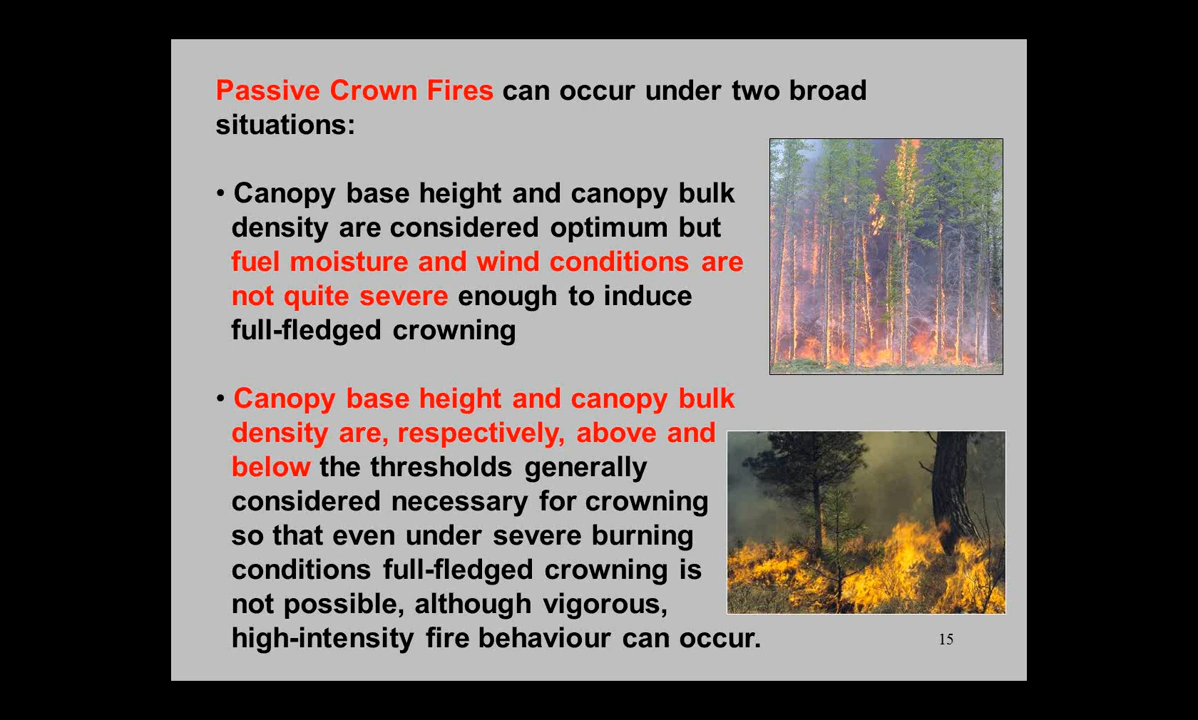 Passive Crown Fires can occur under two broad
situations:
• Canopy base height and canopy bulk
density are considered optimum but
fuel moisture and wind conditions are
not quite severe enough to induce
full-fledged crowning
• Canopy base height and canopy bulk
density are, respectively, above and
below the thresholds generally
considered necessary for crowning
so that even under severe burning
conditions full-fledged crowning is
not possible, although vigorous,
high-intensity fire behaviour can occur.
15